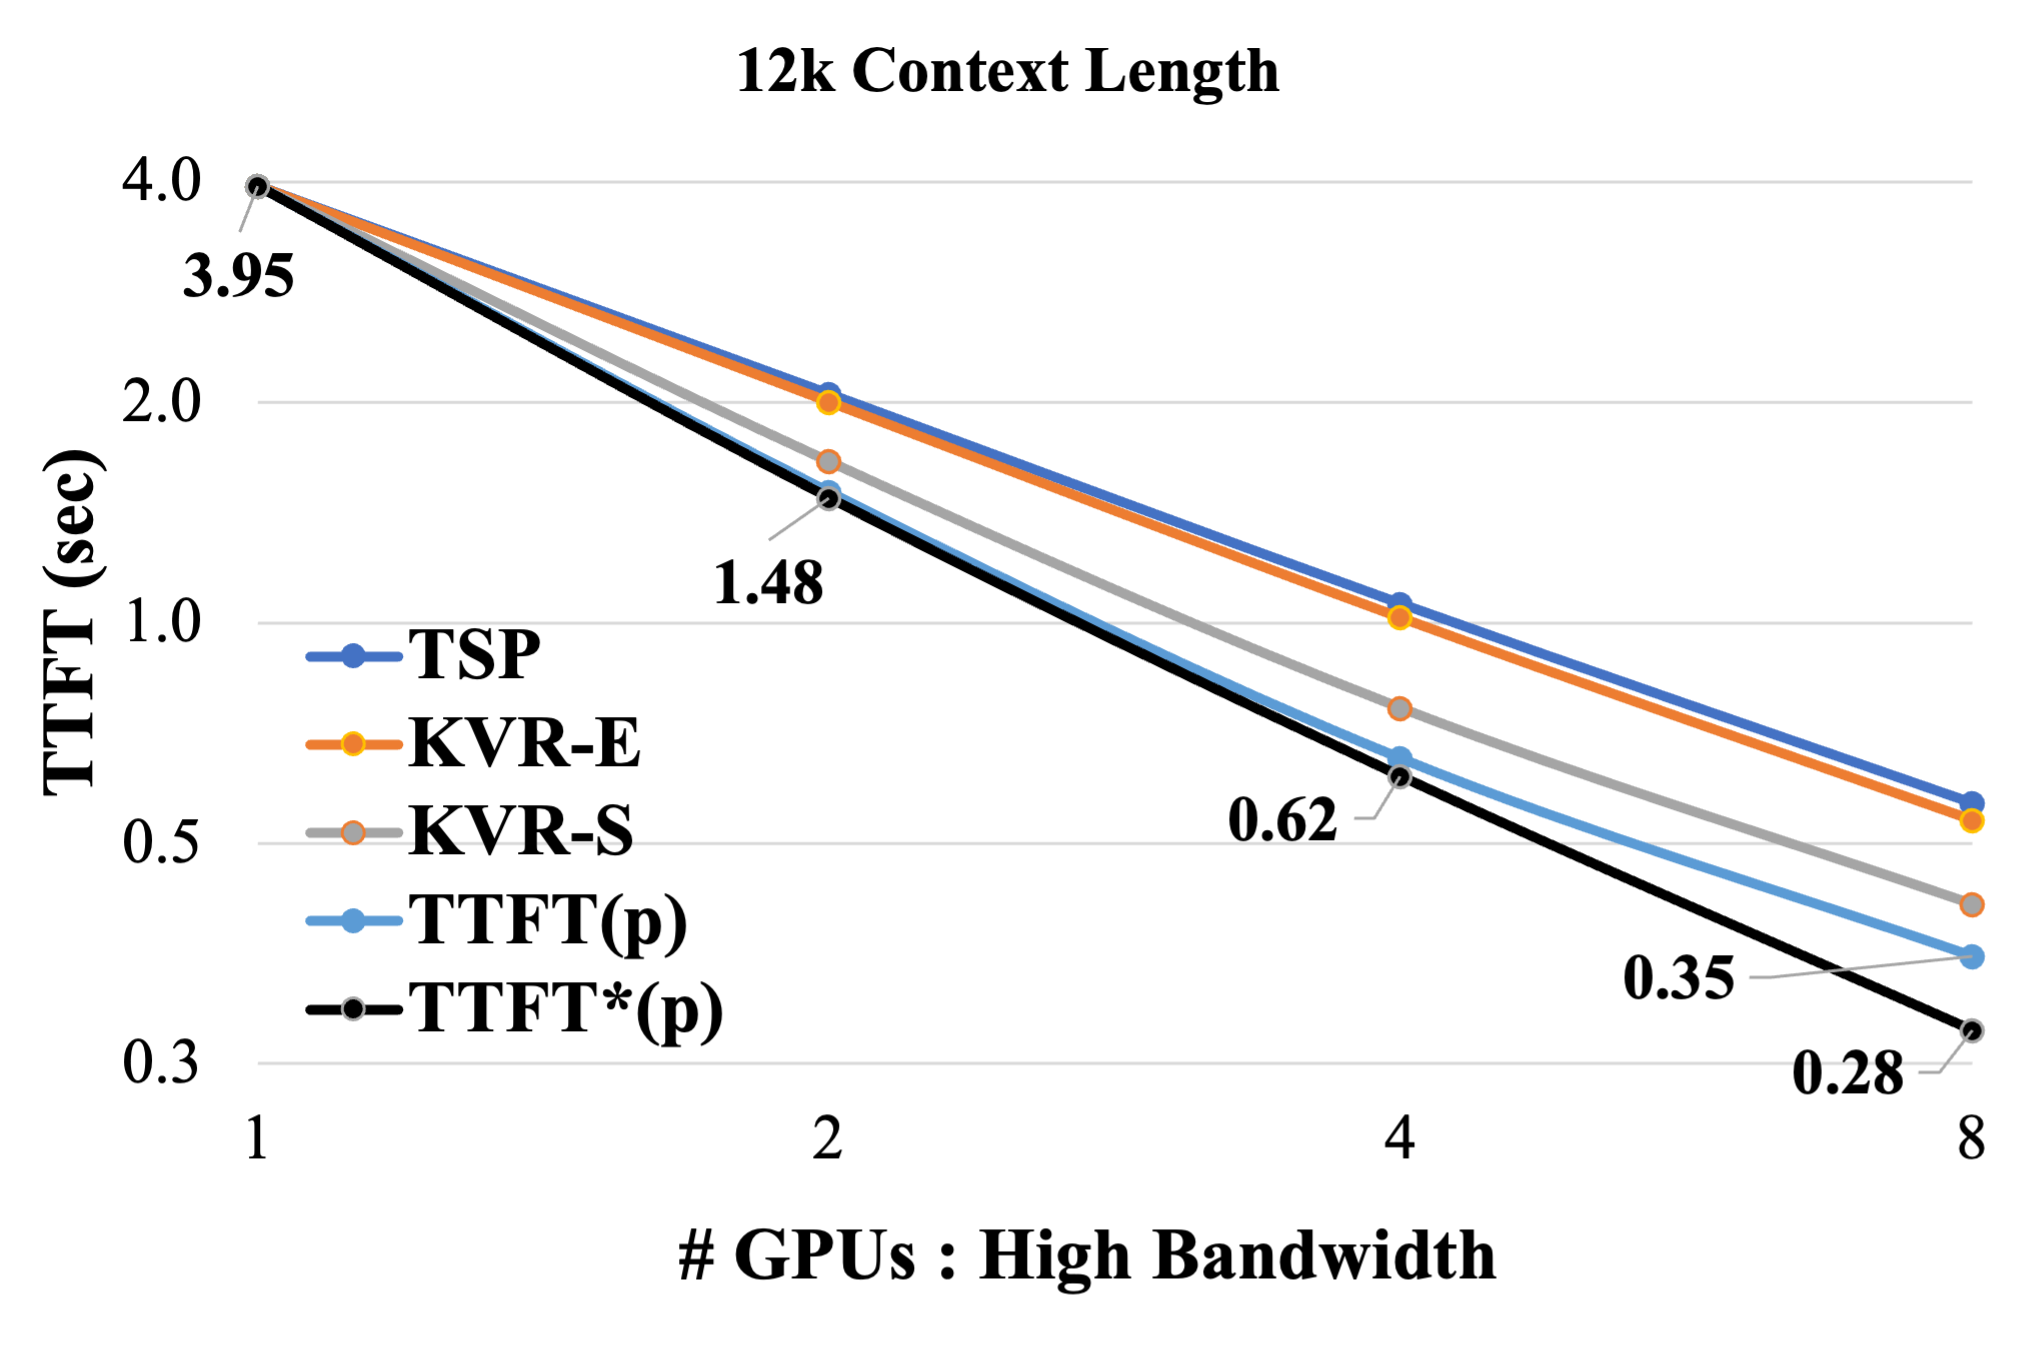 12k Context Length
4.0
2.0
1.0
0.5
0.3
TTFT (sec)
3.95
1.48
0.62
0.35
0.28
TSP
KVR-E
KVR-S
TTFT(p)
TTFT*(p)
1 2 4 8
# GPUs : High Bandwidth